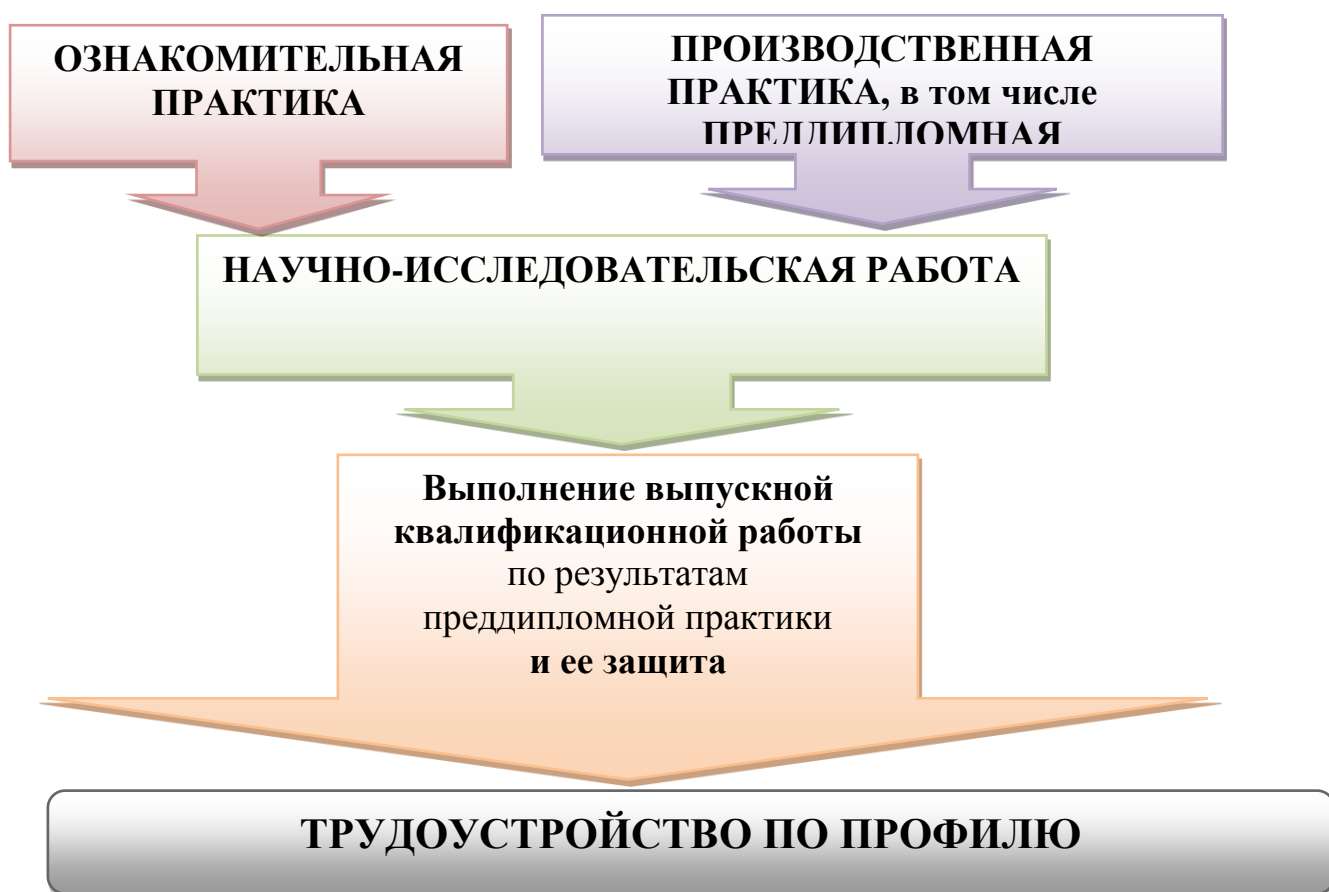 ОЗНАКОМИТЕЛЬНАЯ
ПРАКТИКА
ПРОИЗВОДСТВЕННАЯ
ПРАКТИКА, в том числе
ПРЕДДИПЛОМНАЯ
НАУЧНО-ИССЛЕДОВАТЕЛЬСКАЯ РАБОТА
Выполнение выпускной
квалификационной работы
по результатам
преддипломной практики
и ее защита
ТРУДОУСТРОЙСТВО ПО ПРОФИЛЮ